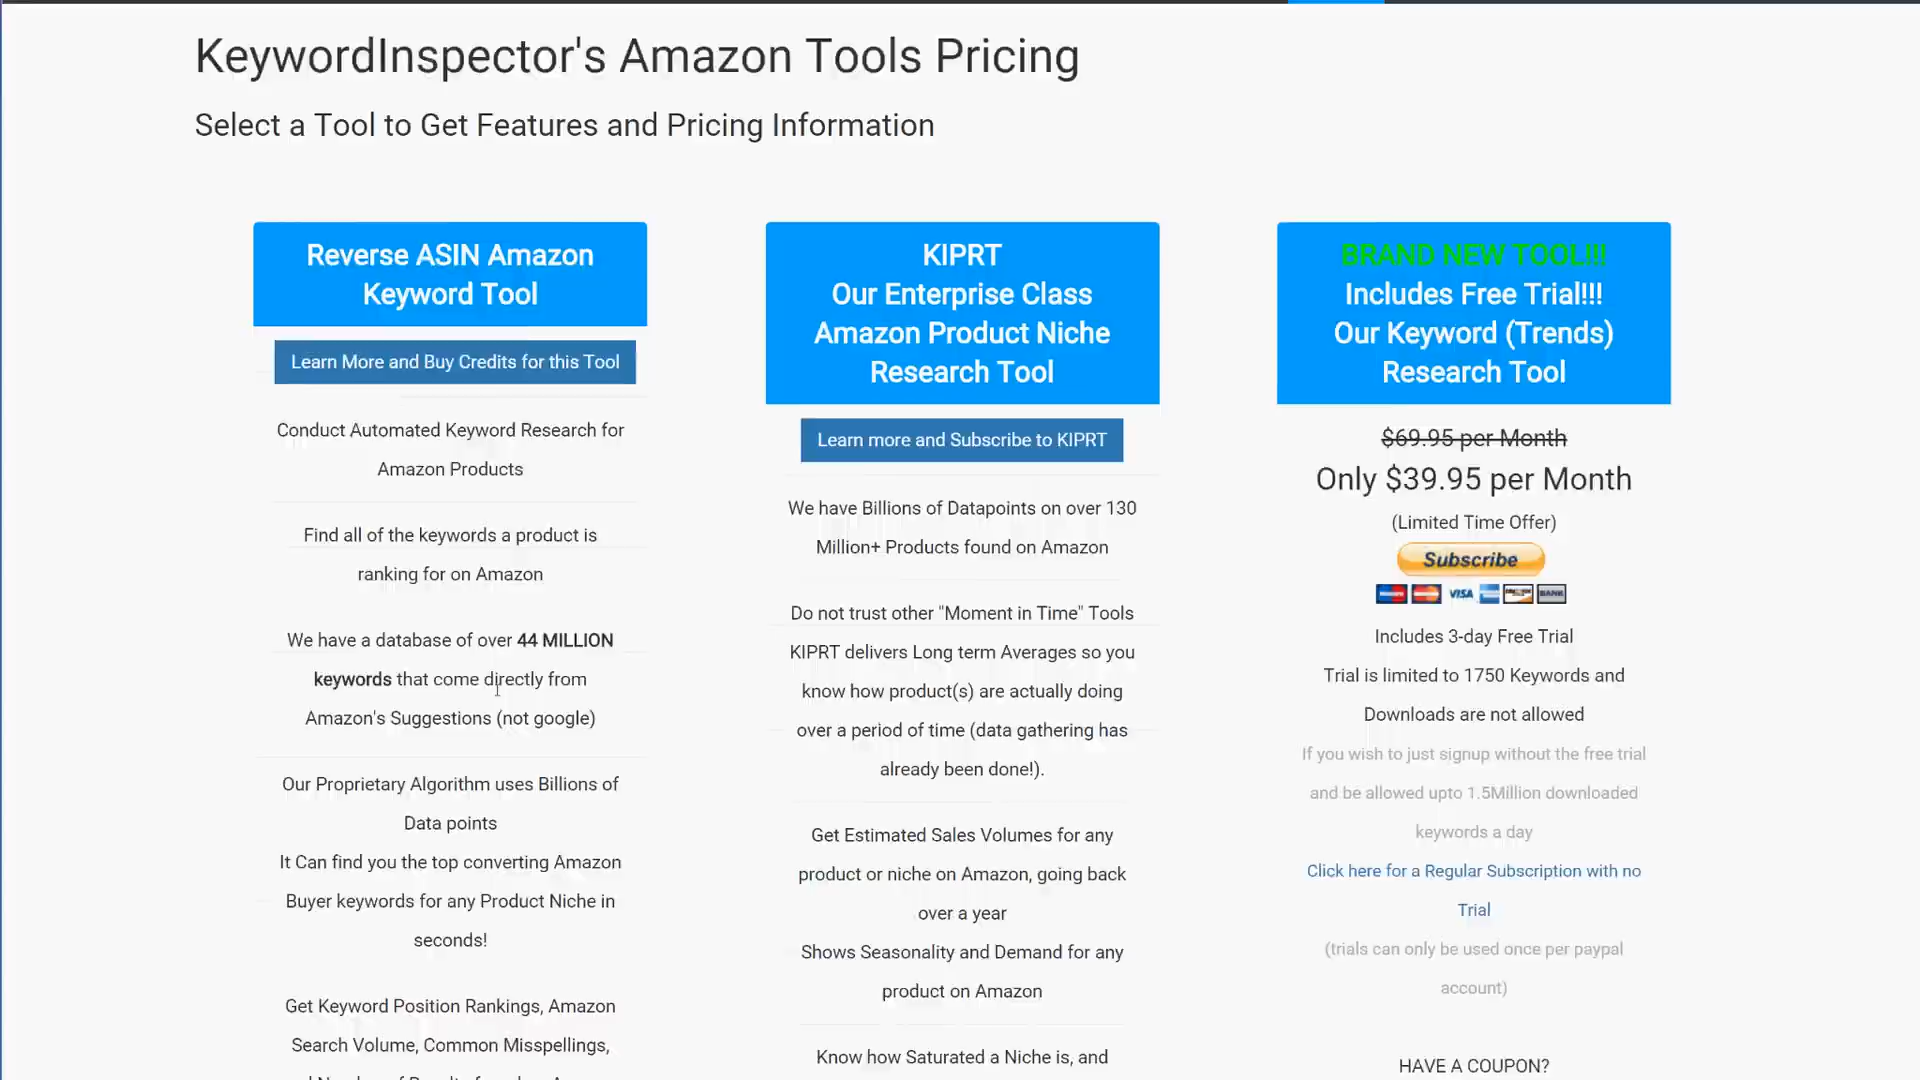 KeywordInspector's Amazon Tools Pricing
Select a Tool to Get Features and Pricing Information
Reverse ASIN Amazon
Keyword Tool
Learn More and Buy Credits for this Tool
Conduct Automated Keyword Research for
Amazon Products
Find all of the keywords a product is
ranking for on Amazon
We have a database of over 44 MILLION
keywords that come directly from
Amazon's Suggestions (not google)
Our Proprietary Algorithm uses Billions of
Data points
It Can find you the top converting Amazon
Buyer keywords for any Product Niche in
seconds!
Get Keyword Position Rankings, Amazon
Search Volume, Common Misspellings,
KIPRT
Our Enterprise Class
Amazon Product Niche
Research Tool
Learn more and Subscribe to KIPRT
We have Billions of Datapoints on over 130
Million+ Products found on Amazon
Do not trust other "Moment in Time" Tools
KIPRT delivers Long term Averages so you
know how product(s) are actually doing
over a period of time (data gathering has
already been done!).
Get Estimated Sales Volumes for any
product or niche on Amazon, going back
over a year
Shows Seasonality and Demand for any
product on Amazon
Know how Saturated a Niche is, and
BRAND NEW TOOL!!!
Includes Free Trial!!!
Our Keyword (Trends)
Research Tool
$69.95 per Month
Only $39.95 per Month
(Limited Time Offer)
Subscribe
VISA
BANK
Includes 3-day Free Trial
Trial is limited to 1750 Keywords and
Downloads are not allowed
If you wish to just signup without the free trial
and be allowed upto 1.5Million downloaded
keywords a day
Click here for a Regular Subscription with no
Trial
(trials can only be used once per paypal
account)
HAVE A COUPON?